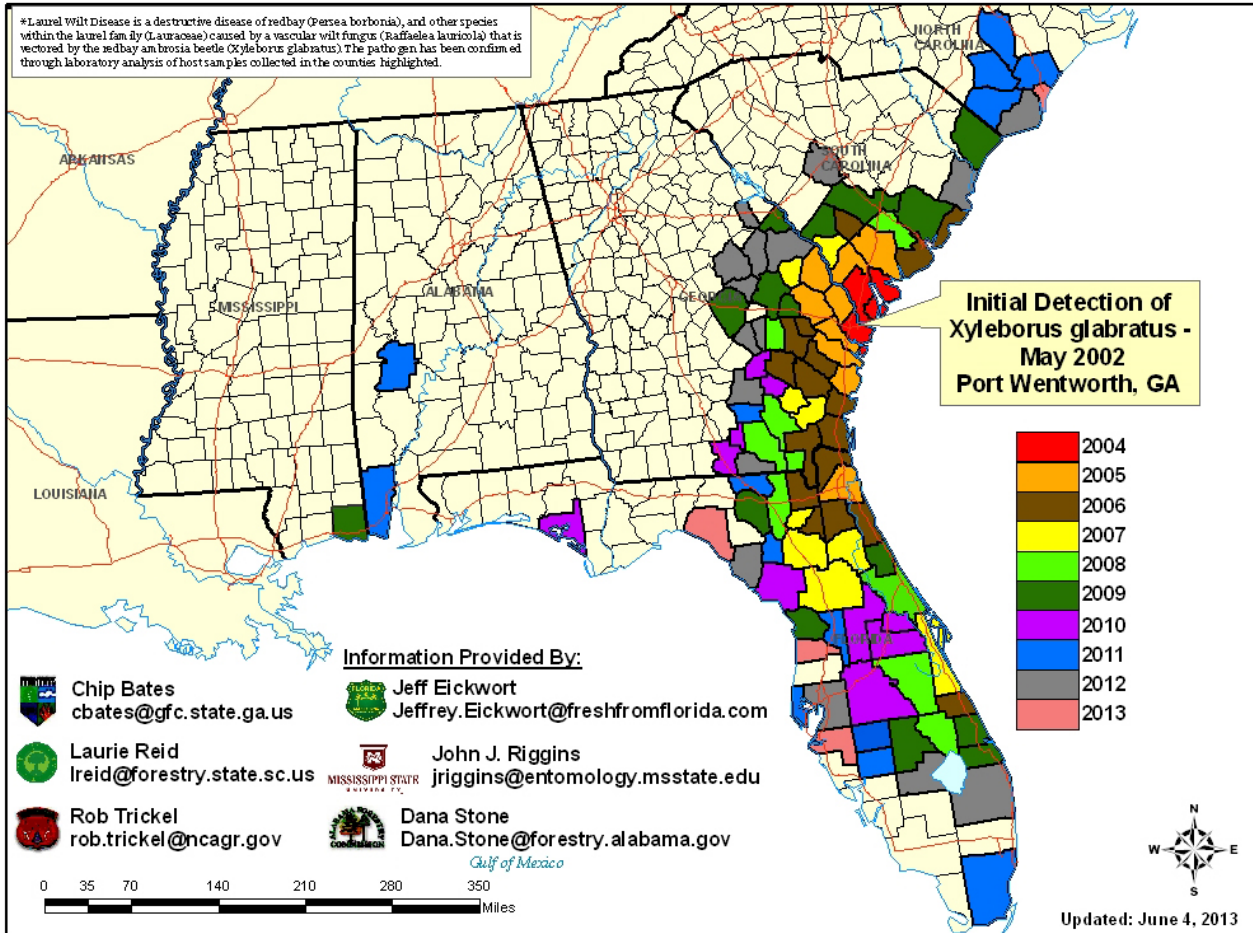 *Laurel Wilt Disease is a destructive disease of redbay (Persea borbonia), and other species
within the laurel family (Lauraceae) caused by a vascular wilt fungus (Raffaelea lauricola) that is
vectored by the redbay ambrosia beetle (Xyleborus glabratus). The pathogen has been confirmed
through laboratory analysis of host samples collected in the counties highlighted.
NORTH
CAROLINA
ARKANSAS
SOUTH
CAROLINA
MISSISSIPPI
ALABAMA
GEORGIA
Initial Detection of
Xyleborus glabratus -
May 2002
Port Wentworth, GA
LOUISIANA
2004
2005
2006
2007
2008
2009
2010
2011
2012
2013
FLORIDA
Information Provided By:
Chip Bates
cbates@gfc.state.ga.us
FLORIDA
Jeff Eickwort
Jeffrey.Eickwort@freshfromflorida.com
Laurie Reid
lreid@forestry.state.sc.us
MISSISSIPPI STATE
UNIVERSITY
John J. Riggins
jriggins@entomology.msstate.edu
Rob Trickel
rob.trickel@ncagr.gov
ALABAMA FORESTRY
COMMISSION
Dana Stone
Dana.Stone@forestry.alabama.gov
Gulf of Mexico
0 35 70 140 210 280 350
Miles
N
W E
S
Updated: June 4, 2013